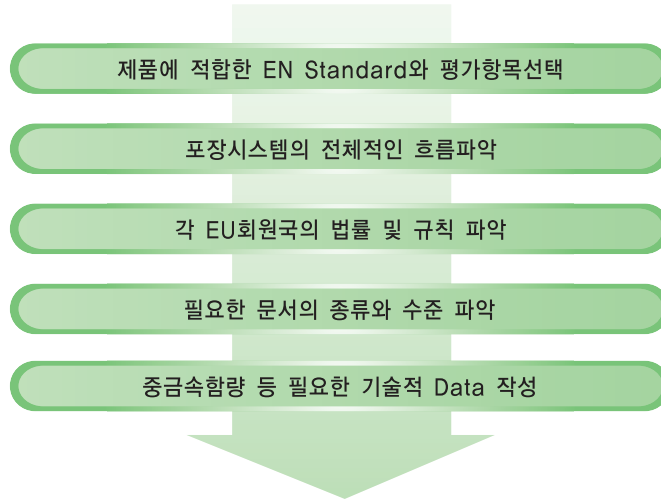 제품에 적합한 EN Standard와 평가항목선택
포장시스템의 전체적인 흐름파악
각 EU회원국의 법률 및 규칙 파악
필요한 문서의 종류와 수준 파악
중금속함량 등 필요한 기술적 Data 작성